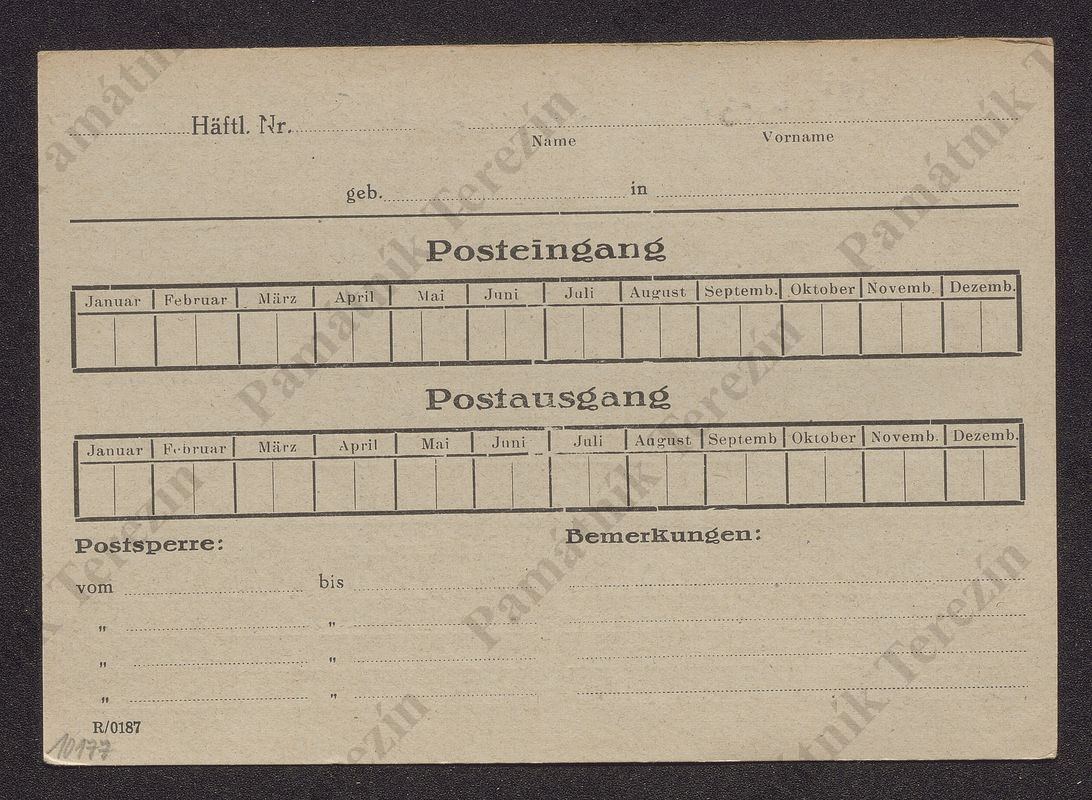 Häftl. Nr.
Name Vorname
geb. in
Posteingang
Januar Februar März April Mai Juni Juli August Septemb. Oktober Novemb. Dezemb.
Postausgang
Januar Februar März April Mai Juni Juli August Septemb Oktober Novemb. Dezemb.
Postsperre: Bemerkungen:
vom bis
„ „
„ „
„ „
R/0187
10177
Památník Terezín